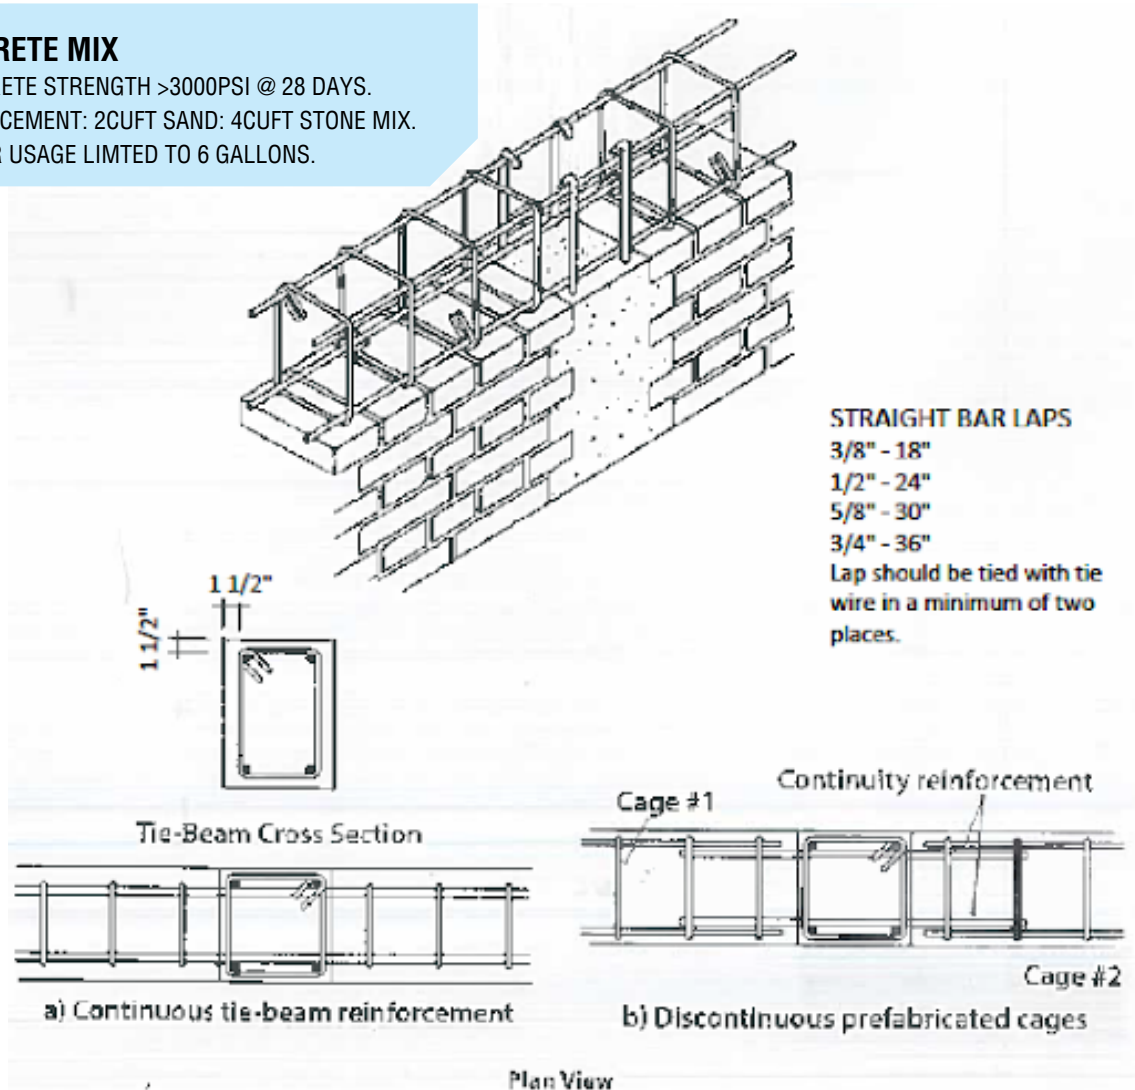 RETE MIX
ETE STRENGTH >3000PSI @ 28 DAYS.
CEMENT: 2CUFT SAND: 4CUFT STONE MIX.
R USAGE LIMTED TO 6 GALLONS.
STRAIGHT BAR LAPS
3/8" - 18"
1/2" - 24"
5/8" - 30"
3/4" - 36"
Lap should be tied with tie
wire in a minimum of two
places.
1 1/2"
1 1/2"
Tie-Beam Cross Section
Continuity reinforcement
Cage #1
Cage #2
a) Continuous tie-beam reinforcement
b) Discontinuous prefabricated cages
Plan View